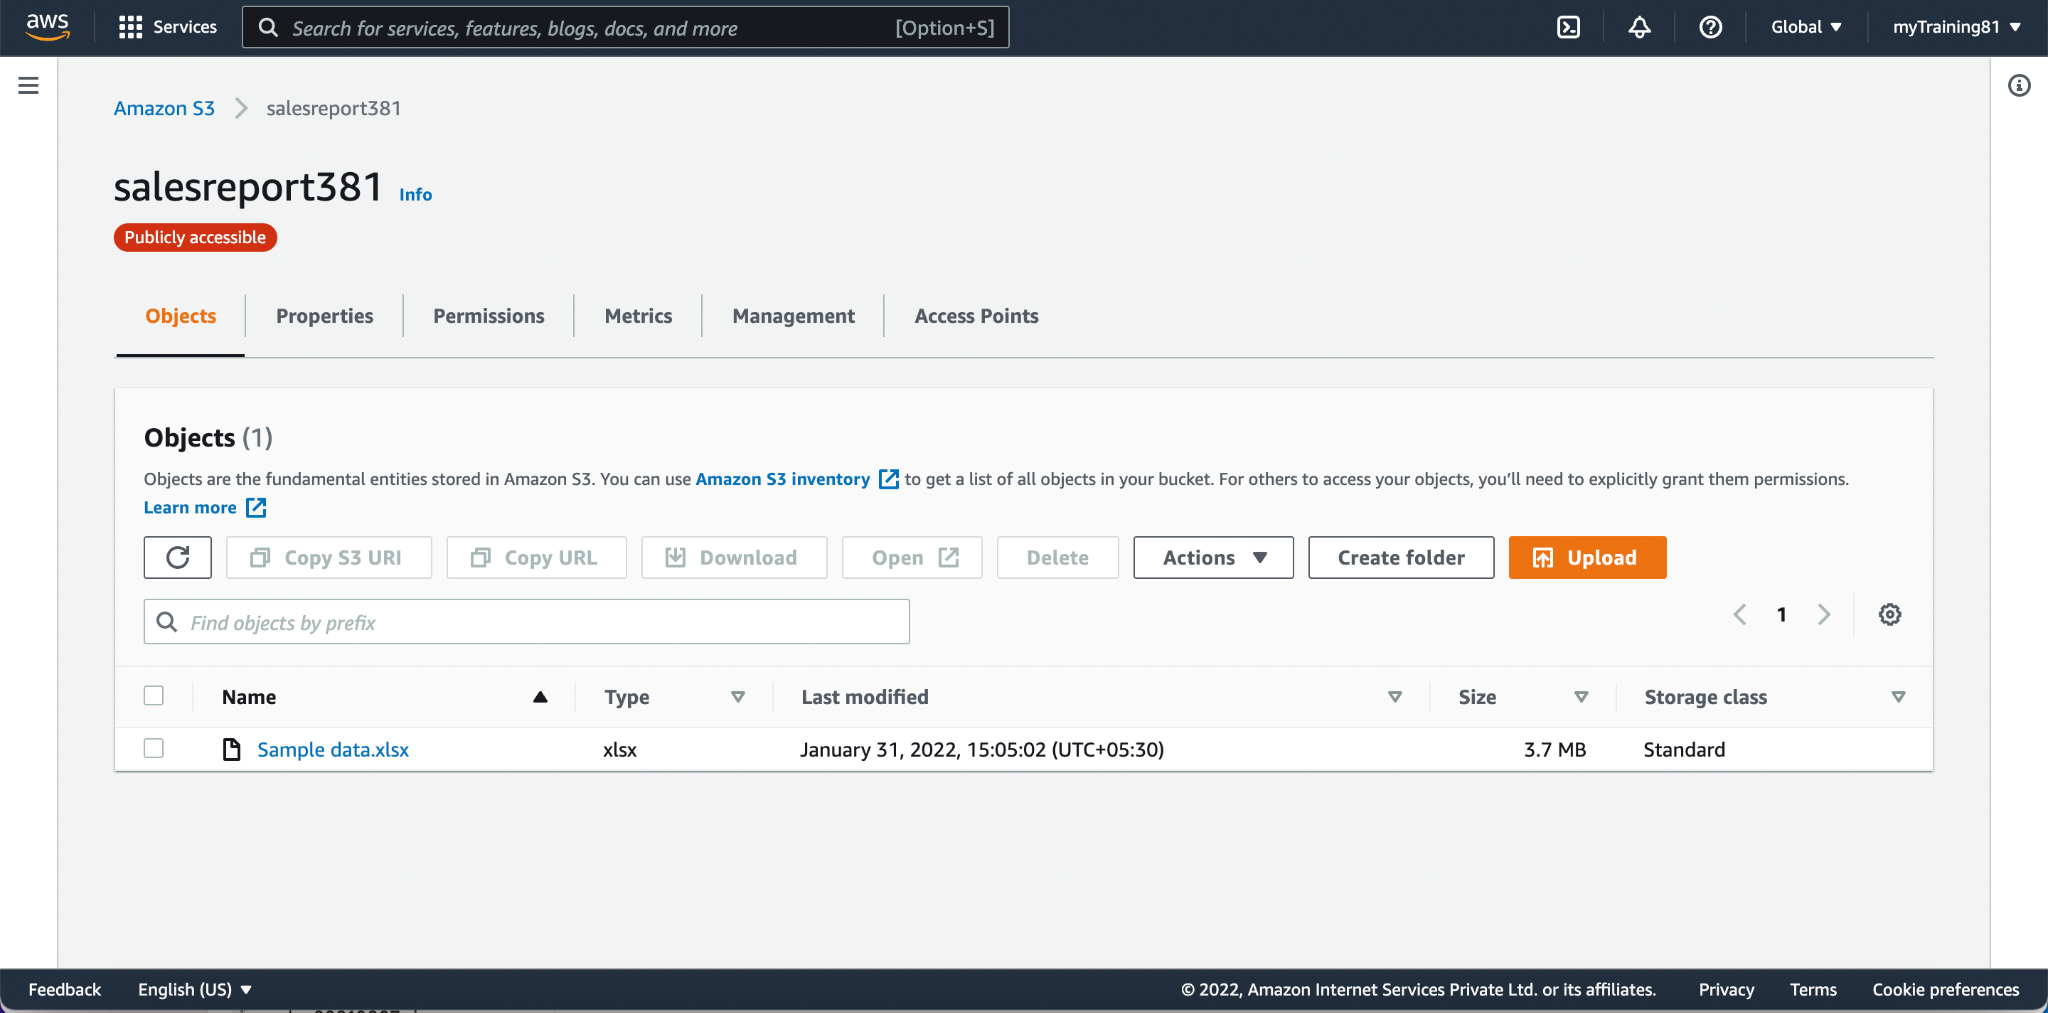 aws Services Search for services, features, blogs, docs, and more [Option+S] Global myTraining81
Amazon S3 salesreport381
salesreport381 Info
Publicly accessible
Objects Properties Permissions Metrics Management Access Points
Objects (1)
Objects are the fundamental entities stored in Amazon S3. You can use Amazon S3 inventory to get a list of all objects in your bucket. For others to access your objects, you'll need to explicitly grant them permissions.
Learn more
Copy S3 URI Copy URL Download Open Delete Actions Create folder Upload
Find objects by prefix 1
Name Type Last modified Size Storage class
Sample data.xlsx xlsx January 31, 2022, 15:05:02 (UTC+05:30) 3.7 MB Standard
Feedback English (US) © 2022, Amazon Internet Services Private Ltd. or its affiliates. Privacy Terms Cookie preferences